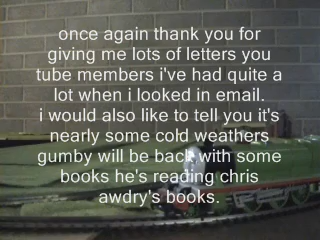 once again thank you for
giving me lots of letters you
tube members i've had quite a
lot when i looked in email.
i would also like to tell you it's
nearly some cold weathers
gumby will be back with some
books he's reading chris
awdry's books.